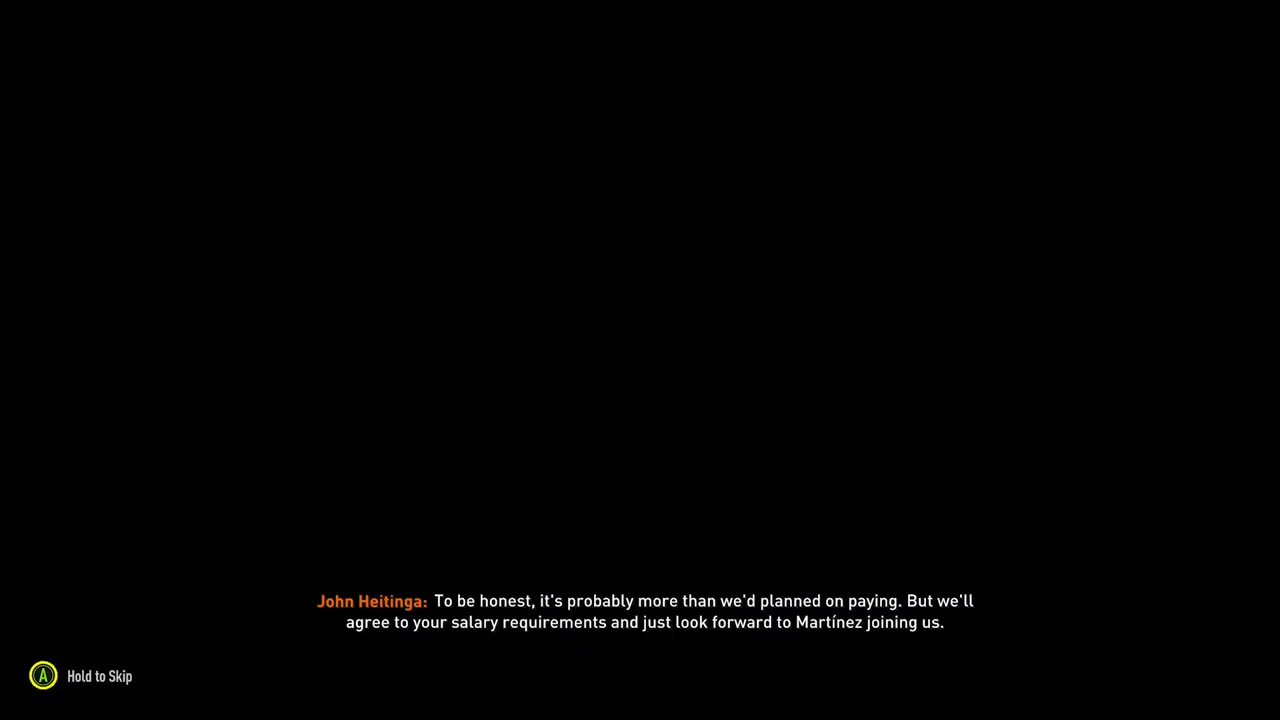 John Heitinga: To be honest, it's probably more than we'd planned on paying. But we'll
agree to your salary requirements and just look forward to Martínez joining us.
A Hold to Skip